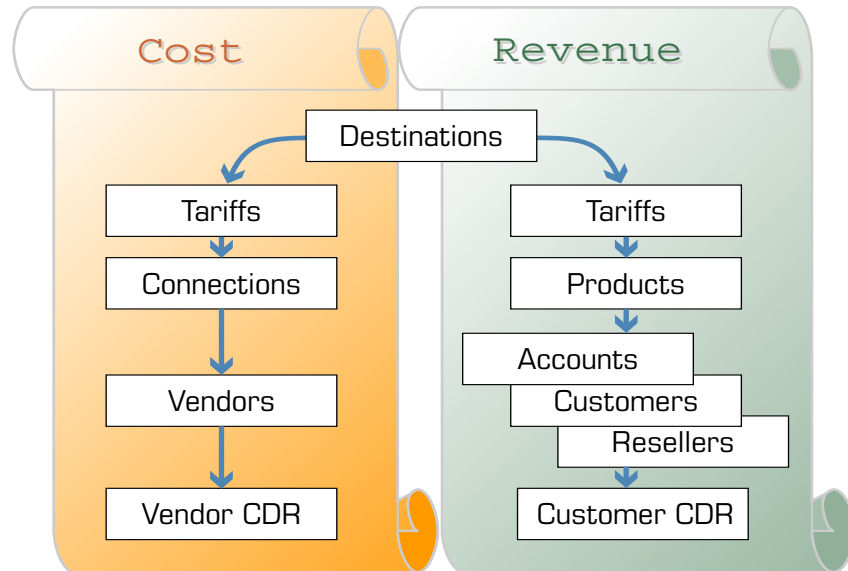 Cost
Revenue
Destinations
Tariffs
Tariffs
Connections
Products
Accounts
Vendors
Customers
Resellers
Vendor CDR
Customer CDR